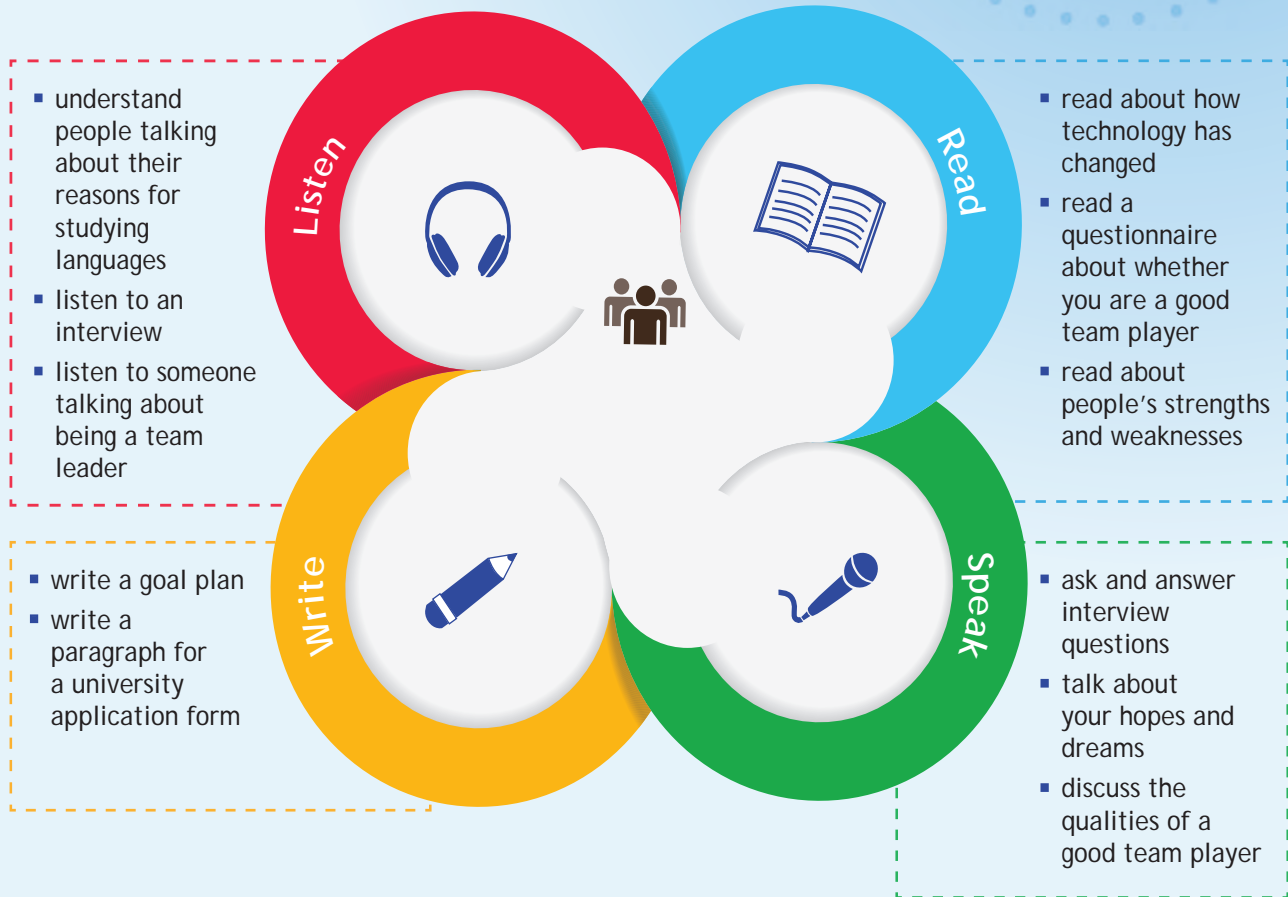 Listen
▪ understand
people talking
about their
reasons for
studying
languages
▪ listen to an
interview
▪ listen to someone
talking about
being a team
leader
Read
▪ read about how
technology has
changed
▪ read a
questionnaire
about whether
you are a good
team player
▪ read about
people's strengths
and weaknesses
Write
▪ write a goal plan
▪ write a
paragraph for
a university
application form
Speak
▪ ask and answer
interview
questions
▪ talk about
your hopes and
dreams
▪ discuss the
qualities of a
good team player